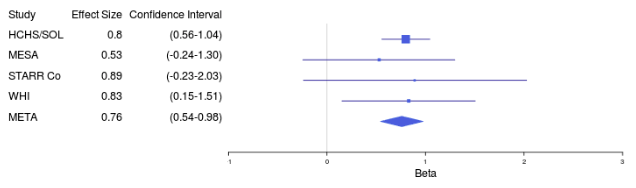 Study Effect Size Confidence Interval
HCHS/SOL 0.8 (0.56-1.04)
MESA 0.53 (-0.24-1.30)
STARR Co 0.89 (-0.23-2.03)
WHI 0.83 (0.15-1.51)
META 0.76 (0.54-0.98)
-1 0 1 2 3
Beta